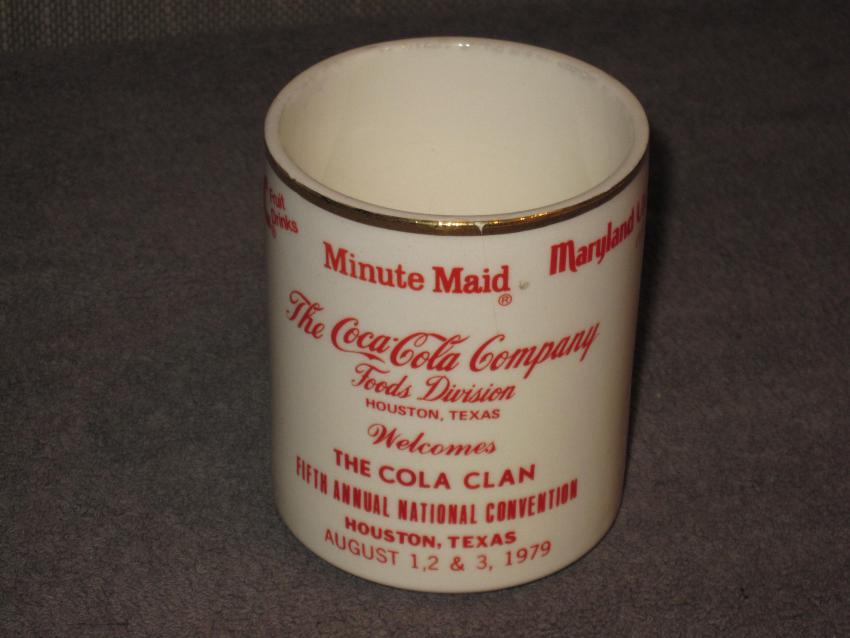 Fruit
Drinks
®
Minute Maid ®
Maryland
The Coca-Cola Company
Foods Division
HOUSTON, TEXAS
Welcomes
THE COLA CLAN
FIFTH ANNUAL NATIONAL CONVENTION
HOUSTON, TEXAS
AUGUST 1,2 & 3, 1979